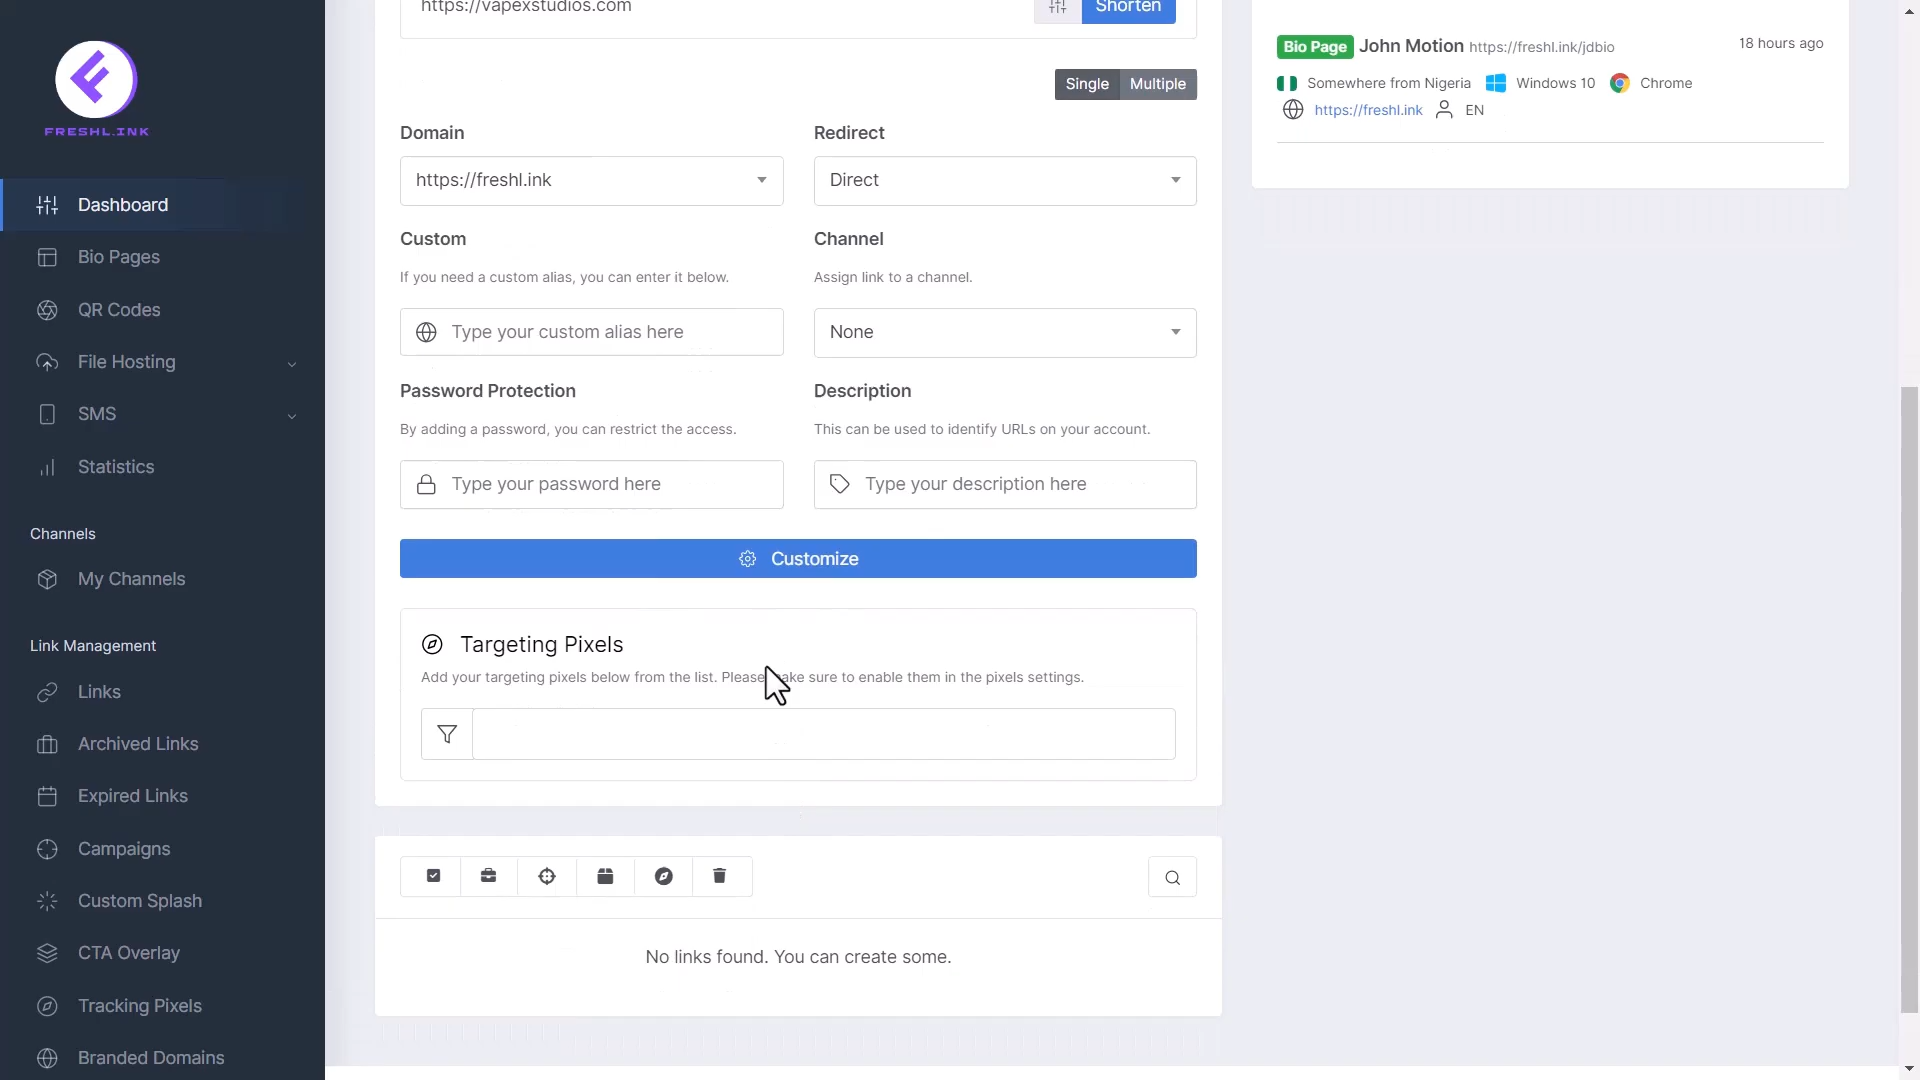 FRESHL.INK
Dashboard
Bio Pages
QR Codes
File Hosting
SMS
Statistics
Channels
My Channels
Link Management
Links
Archived Links
Expired Links
Campaigns
Custom Splash
CTA Overlay
Tracking Pixels
Branded Domains
https://vapexstudios.com
Shorten
Single Multiple
Domain
https://freshl.ink
Redirect
Direct
Custom
If you need a custom alias, you can enter it below.
Type your custom alias here
Channel
Assign link to a channel.
None
Password Protection
By adding a password, you can restrict the access.
Type your password here
Description
This can be used to identify URLs on your account.
Type your description here
Customize
Targeting Pixels
Add your targeting pixels below from the list. Please make sure to enable them in the pixels settings.
No links found. You can create some.
Bio Page John Motion https://freshl.ink/jdbio 18 hours ago
Somewhere from Nigeria Windows 10 Chrome
https://freshl.ink EN